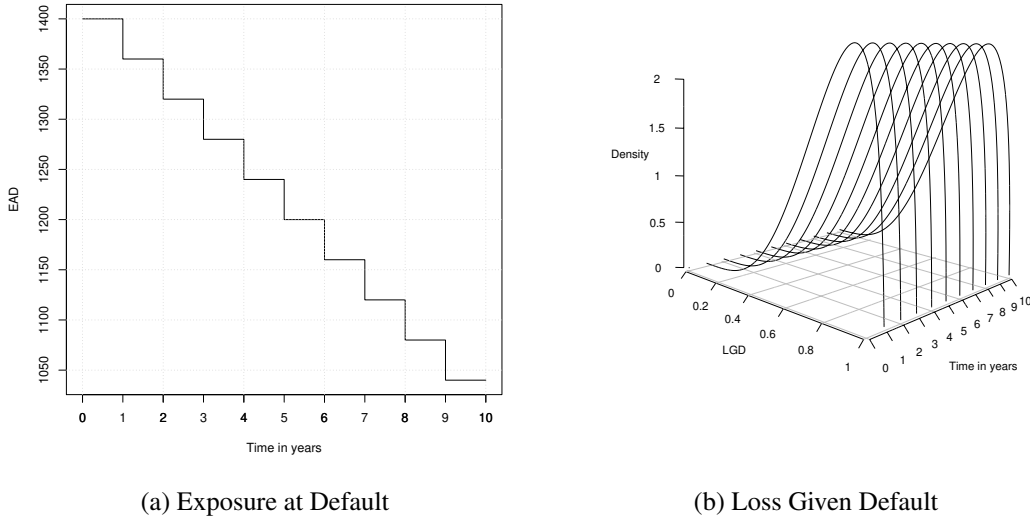 1400
1350
1300
1250
1200
1150
1100
1050
EAD
0 1 2 3 4 5 6 7 8 9 10
Time in years
2
1.5
1
0.5
0
Density
0
0.2
0.4
0.6
0.8
1
LGD
0 1 2 3 4 5 6 7 8 9 10
Time in years
(a) Exposure at Default
(b) Loss Given Default